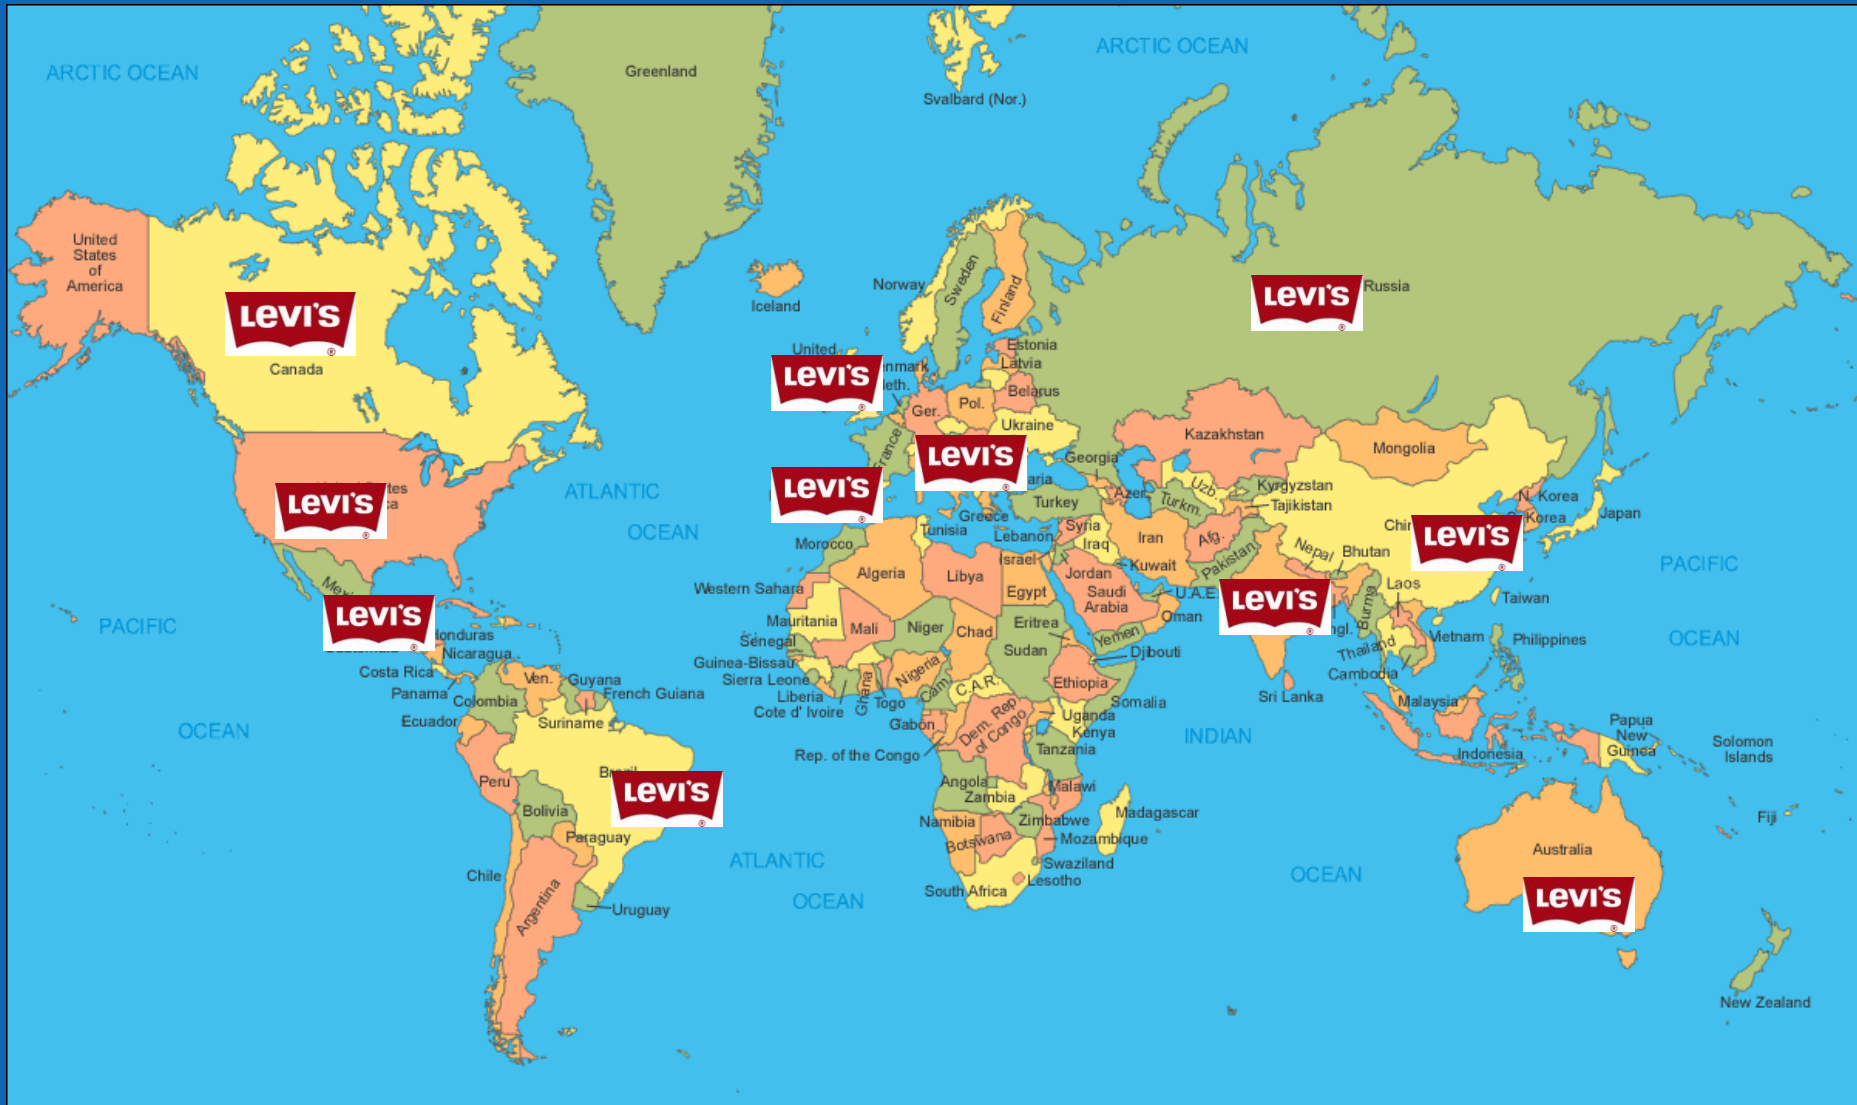 ARCTIC OCEAN
ARCTIC OCEAN
Greenland
Svalbard (Nor.)
United
States
of
America
Iceland
Norway
Sweden
Finland
LEVI'S
®
Canada
LEVI'S
®
Russia
United
Estonia
Latvia
LEVI'S
®
Belarus
Ger.
Pol.
Ukraine
France
Kazakhstan
Mongolia
LEVI'S
®
Georgia
LEVI'S
®
ATLANTIC
OCEAN
LEVI'S
®
Turkey
Azer.
Uzb.
Turkm.
Kyrgyzstan
Tajikistan
N. Korea
Korea
Japan
LEVI'S
®
Greece
Tunisia
Lebanon
Syria
Iraq
Iran
Afg.
Pakistan
Nepal
Bhutan
Morocco
Algeria
Libya
Israel
Egypt
Jordan
Kuwait
Saudi
Arabia
U.A.E.
Oman
Western Sahara
PACIFIC
OCEAN
LEVI'S
®
Laos
Burma
Taiwan
LEVI'S
®
PACIFIC
OCEAN
Honduras
Nicaragua
Costa Rica
Panama
Mauritania
Mali
Niger
Chad
Eritrea
Sudan
Yemen
Djibouti
Senegal
Guinea-Bissau
Sierra Leone
Liberia
Cote d' Ivoire
Ghana
Togo
Nigeria
Cam.
C.A.R.
Ethiopia
Somalia
Thailand
Vietnam
Cambodia
Philippines
Sri Lanka
Malaysia
Colombia
Ven.
Guyana
French Guiana
Suriname
Ecuador
Gabon
Rep. of the Congo
Dem. Rep.
of Congo
Uganda
Kenya
Tanzania
INDIAN
OCEAN
Indonesia
Papua
New
Guinea
Solomon
Islands
Peru
LEVI'S
®
Bolivia
Paraguay
Angola
Zambia
Malawi
Madagascar
Namibia
Botswana
Zimbabwe
Mozambique
Swaziland
Lesotho
South Africa
ATLANTIC
OCEAN
Australia
Fiji
LEVI'S
®
Chile
Argentina
Uruguay
New Zealand